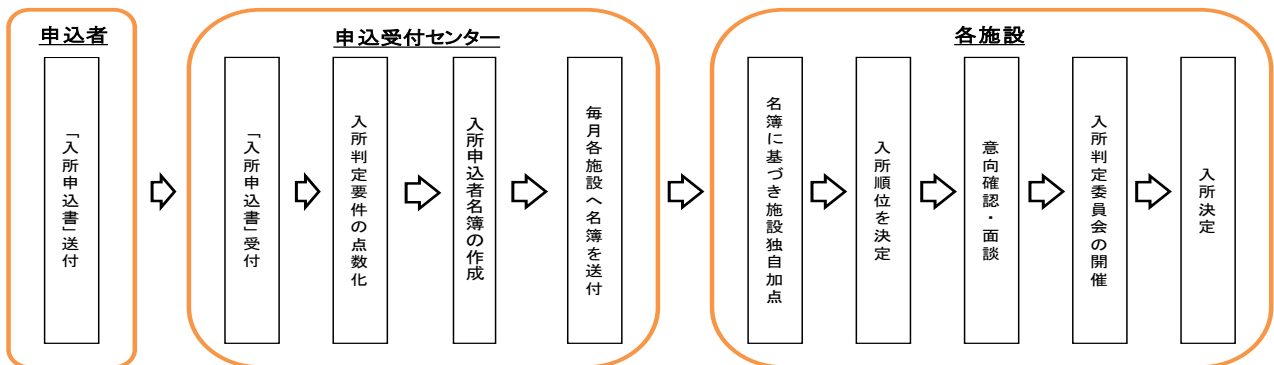 申込者
「入所申込書」送付
申込受付センター
「入所申込書」受付
入所判定要件の点数化
入所申込者名簿の作成
毎月各施設へ名簿を送付
各施設
名簿に基づき施設独自加点
入所順位を決定
意向確認・面談
入所判定委員会の開催
入所決定